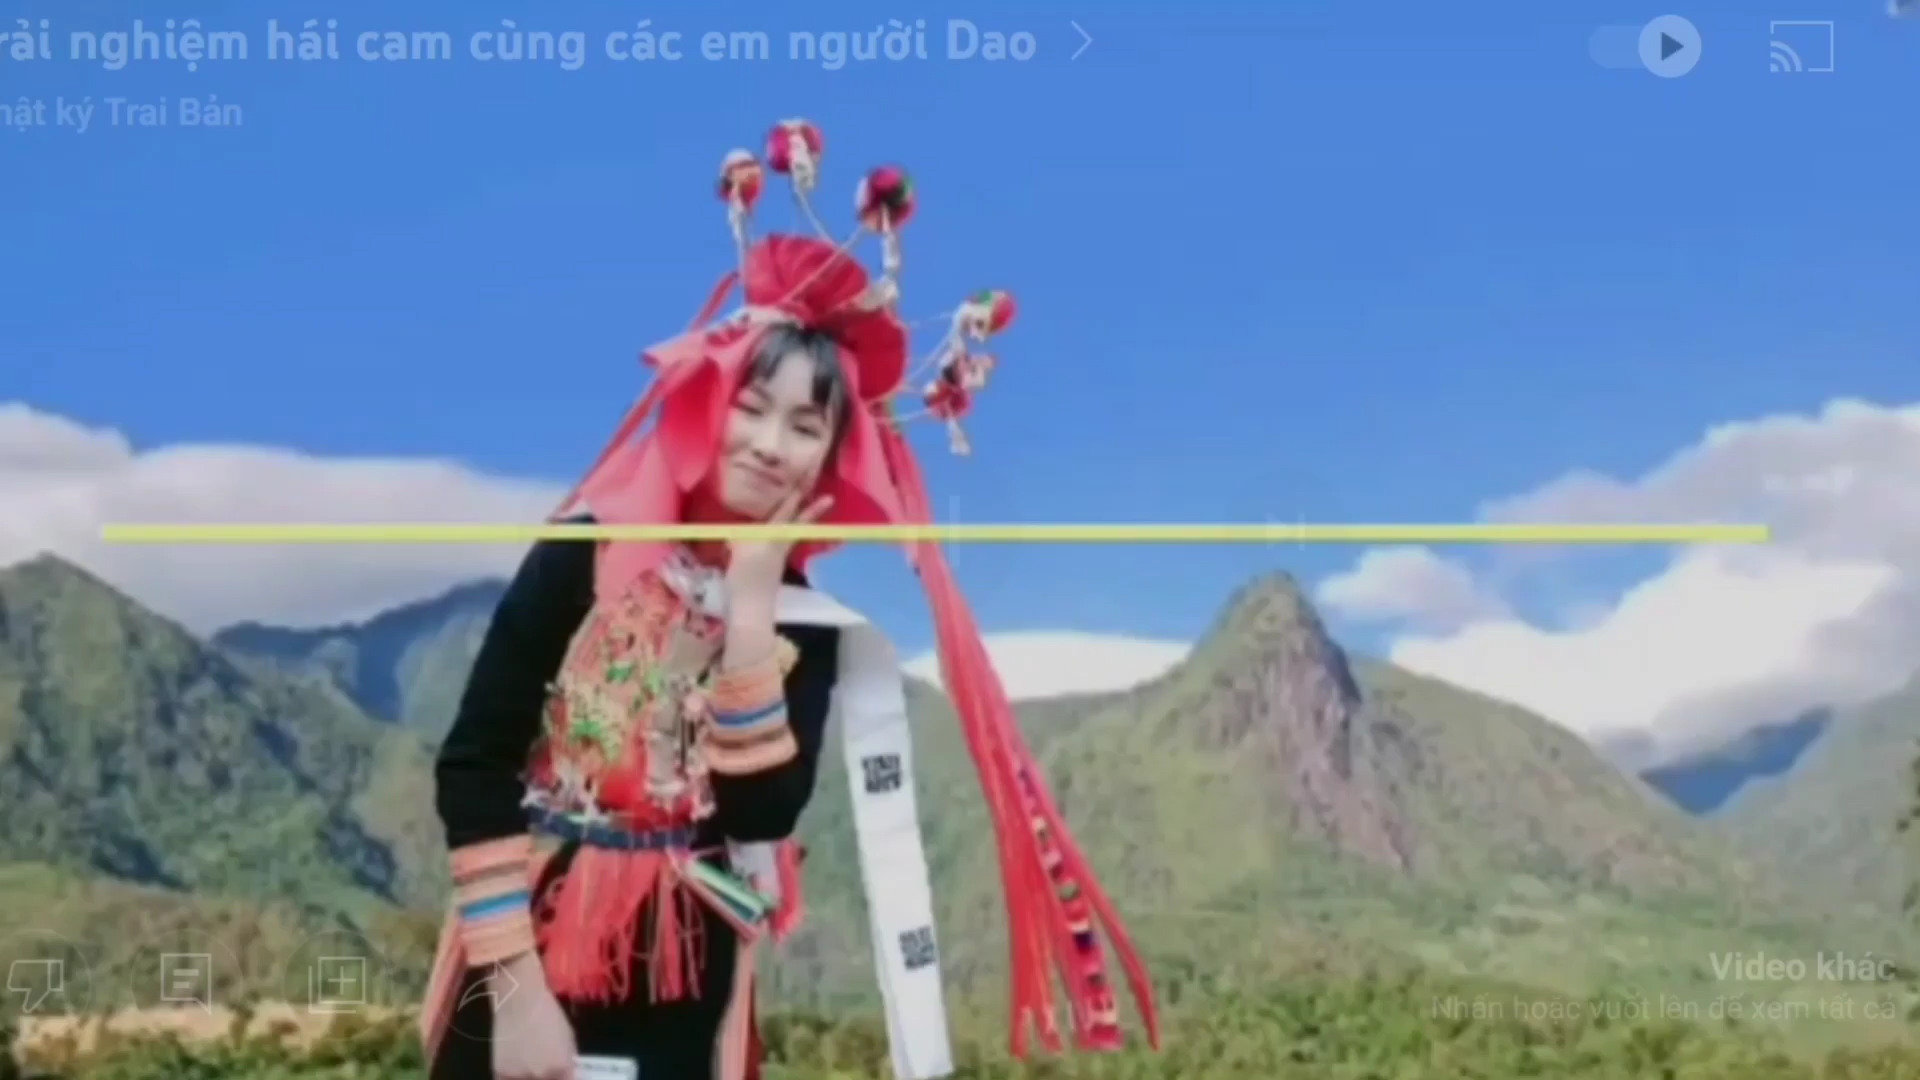 rải nghiệm hái cam cùng các em người Dao
hật ký Trai Bản
Video khác
Nhấn hoặc vuốt lên để xem tất cả